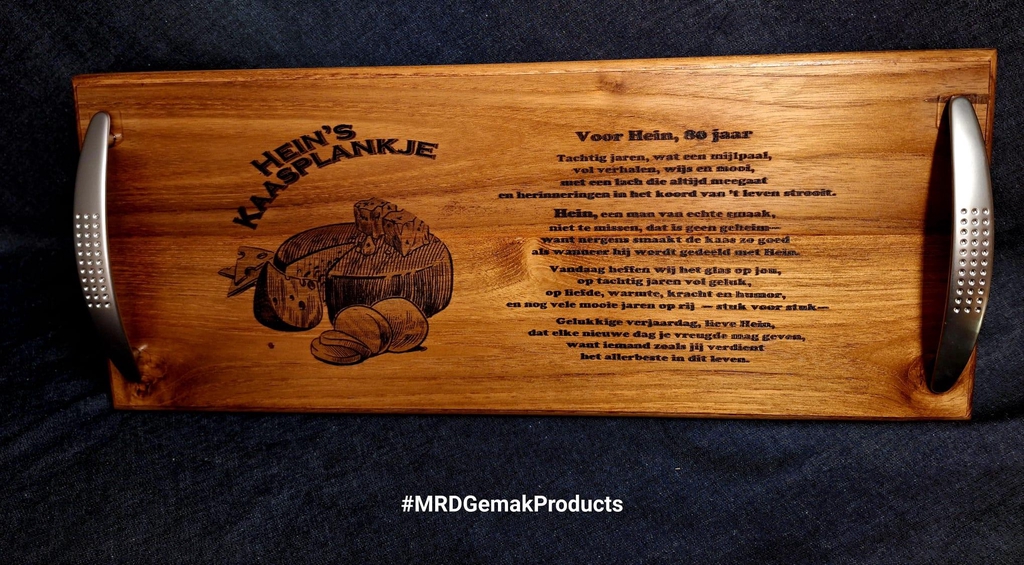 HEIN'S
KAASPLANKJE
Voor Hein, 80 jaar
Tachtig jaren, wat een mijlpaal,
vol verhalen, wijs en mooi,
met een lach die altijd meegaat
en herinneringen in het koord van 't leven strooit.
Hein, een man van echte smaak,
niet te missen, dat is geen geheim—
want nergens smaakt de kaas zo goed
als wanneer hij wordt gedeeld met Hein.
Vandaag heffen wij het glas op jou,
op tachtig jaren vol geluk,
op liefde, warmte, kracht en humor,
en nog vele mooie jaren op rij — stuk voor stuk—
Gelukkige verjaardag, lieve Hein,
dat elke nieuwe dag je vreugde mag geven,
want iemand zoals jij verdient
het allerbeste in dit leven.
#MRDGemakProducts